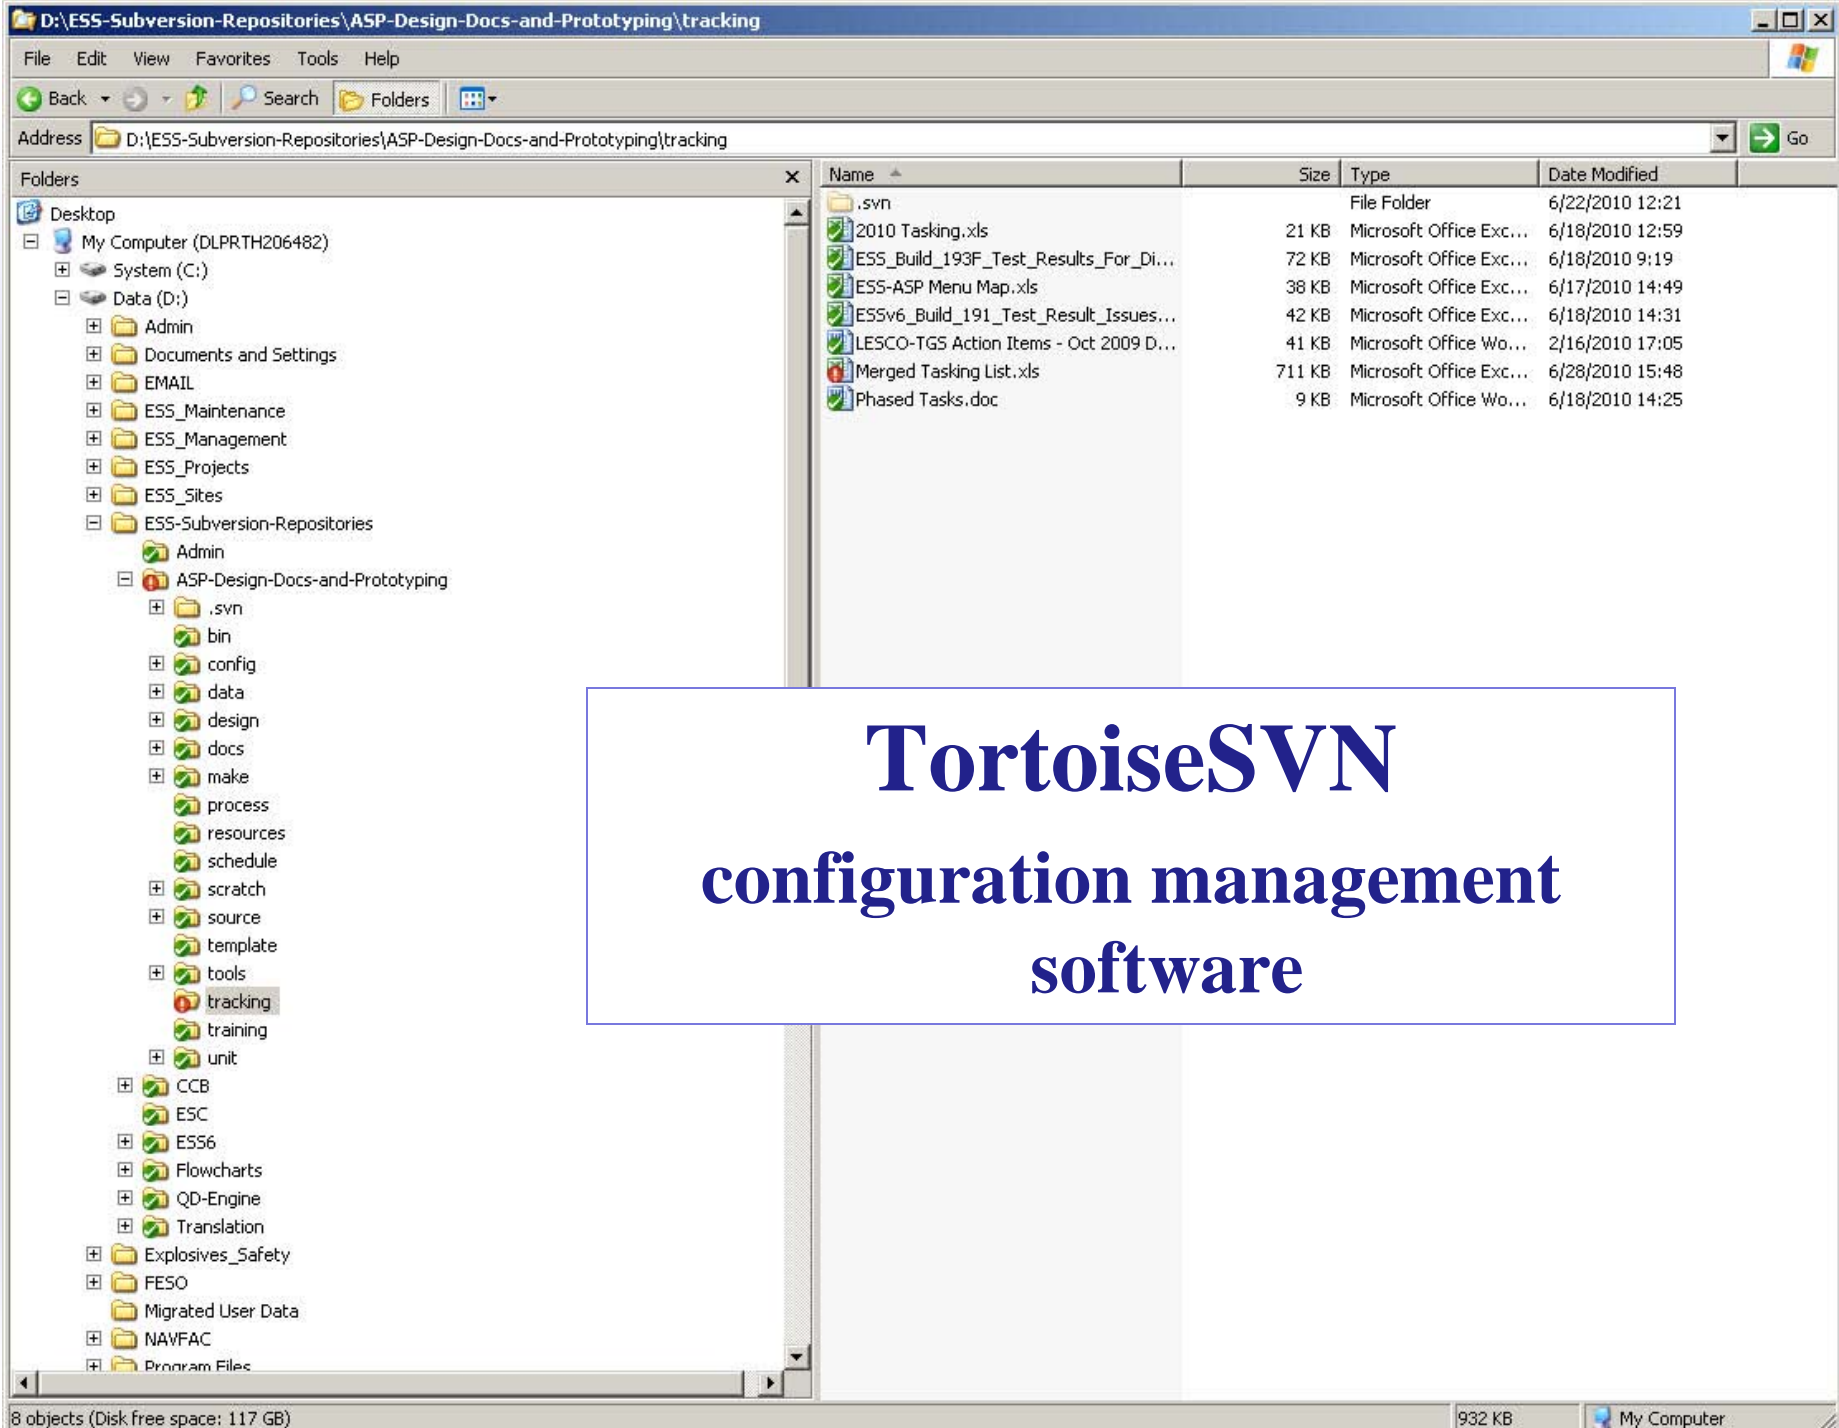 D:\ESS-Subversion-Repositories\ASP-Design-Docs-and-Prototyping\tracking
File Edit View Favorites Tools Help
Back Search Folders
Address D:\ESS-Subversion-Repositories\ASP-Design-Docs-and-Prototyping\tracking Go
Folders
Desktop
My Computer (DLPRTH206482)
System (C:)
Data (D:)
Admin
Documents and Settings
EMAIL
ESS_Maintenance
ESS_Management
ESS_Projects
ESS_Sites
ESS-Subversion-Repositories
Admin
ASP-Design-Docs-and-Prototyping
.svn
bin
config
data
design
docs
make
process
resources
schedule
scratch
source
template
tools
tracking
training
unit
CCB
ESC
ESS6
Flowcharts
QD-Engine
Translation
Explosives_Safety
FESO
Migrated User Data
NAVFAC
Program Files
Name Size Type Date Modified
.svn File Folder 6/22/2010 12:21
2010 Tasking.xls 21 KB Microsoft Office Exc... 6/18/2010 12:59
ESS_Build_193F_Test_Results_For_Di... 72 KB Microsoft Office Exc... 6/18/2010 9:19
ESS-ASP Menu Map.xls 38 KB Microsoft Office Exc... 6/17/2010 14:49
ESSv6_Build_191_Test_Result_Issues... 42 KB Microsoft Office Exc... 6/18/2010 14:31
LESCO-TGS Action Items - Oct 2009 D... 41 KB Microsoft Office Wo... 2/16/2010 17:05
Merged Tasking List.xls 711 KB Microsoft Office Exc... 6/28/2010 15:48
Phased Tasks.doc 9 KB Microsoft Office Wo... 6/18/2010 14:25
TortoiseSVN
configuration management
software
8 objects (Disk free space: 117 GB) 932 KB My Computer